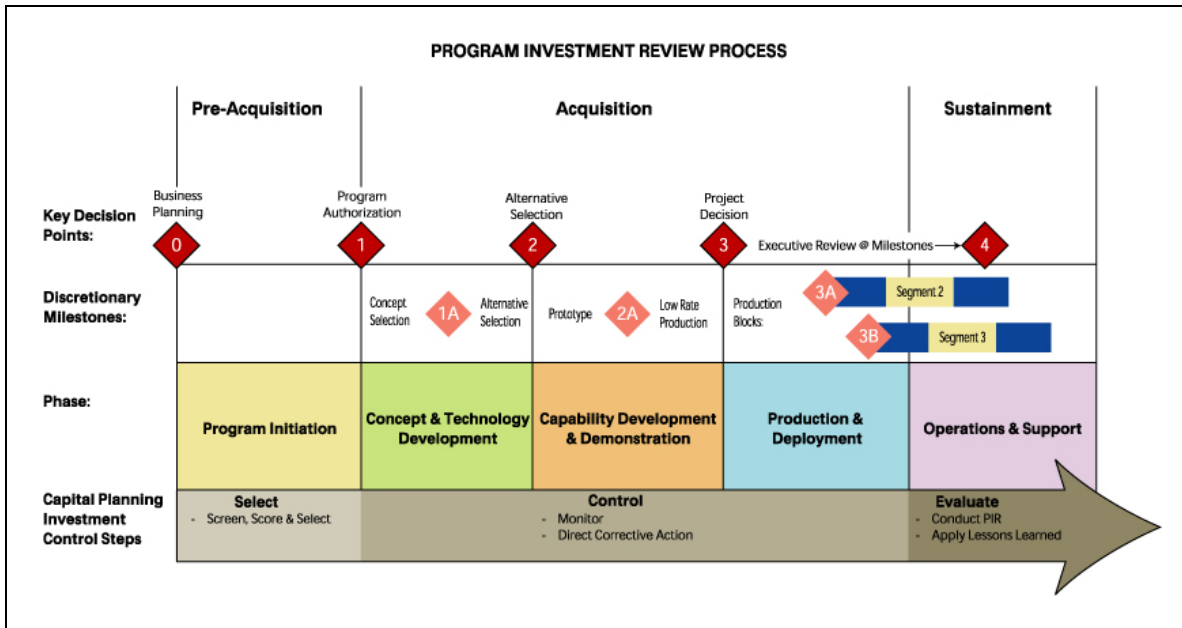 PROGRAM INVESTMENT REVIEW PROCESS
Pre-Acquisition
Acquisition
Sustainment
Key Decision
Points:
Business
Planning
0
Program
Authorization
1
Alternative
Selection
2
Project
Decision
3
Executive Review @ Milestones
4
Discretionary
Milestones:
Concept
Selection
1A
Alternative
Selection
Prototype
2A
Low Rate
Production
Production
Blocks:
3A
Segment 2
3B
Segment 3
Phase:
Program Initiation
Concept & Technology
Development
Capability Development
& Demonstration
Production &
Deployment
Operations & Support
Capital Planning
Investment
Control Steps
Select
- Screen, Score & Select
Control
- Monitor
- Direct Corrective Action
Evaluate
- Conduct PIR
- Apply Lessons Learned